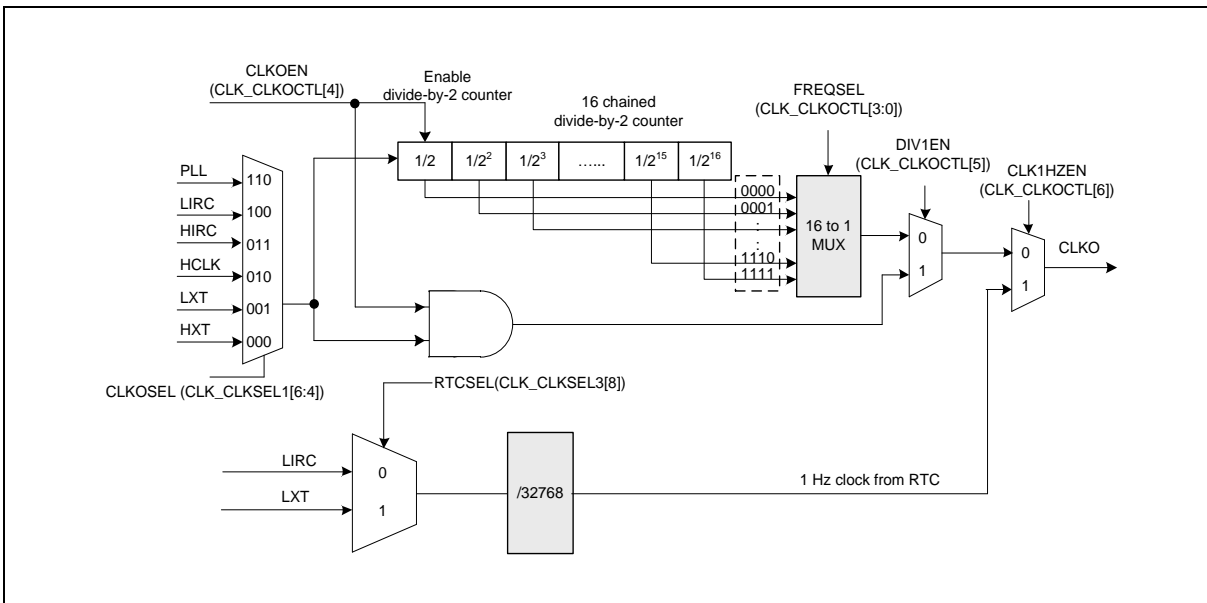 CLKOEN
(CLK_CLKOCTL[4])
Enable
divide-by-2 counter
16 chained
divide-by-2 counter
FREQSEL
(CLK_CLKOCTL[3:0])
DIV1EN
(CLK_CLKOCTL[5])
CLK1HZEN
(CLK_CLKOCTL[6])
1/2
1/2²
1/2³
…...
1/2¹⁵
1/2¹⁶
PLL
LIRC
HIRC
HCLK
LXT
HXT
110
100
011
010
001
000
CLKOSEL (CLK_CLKSEL1[6:4])
0000
0001
:
:
1110
1111
16 to 1
MUX
0
1
0
1
CLKO
RTCSEL(CLK_CLKSEL3[8])
LIRC
LXT
0
1
/32768
1 Hz clock from RTC